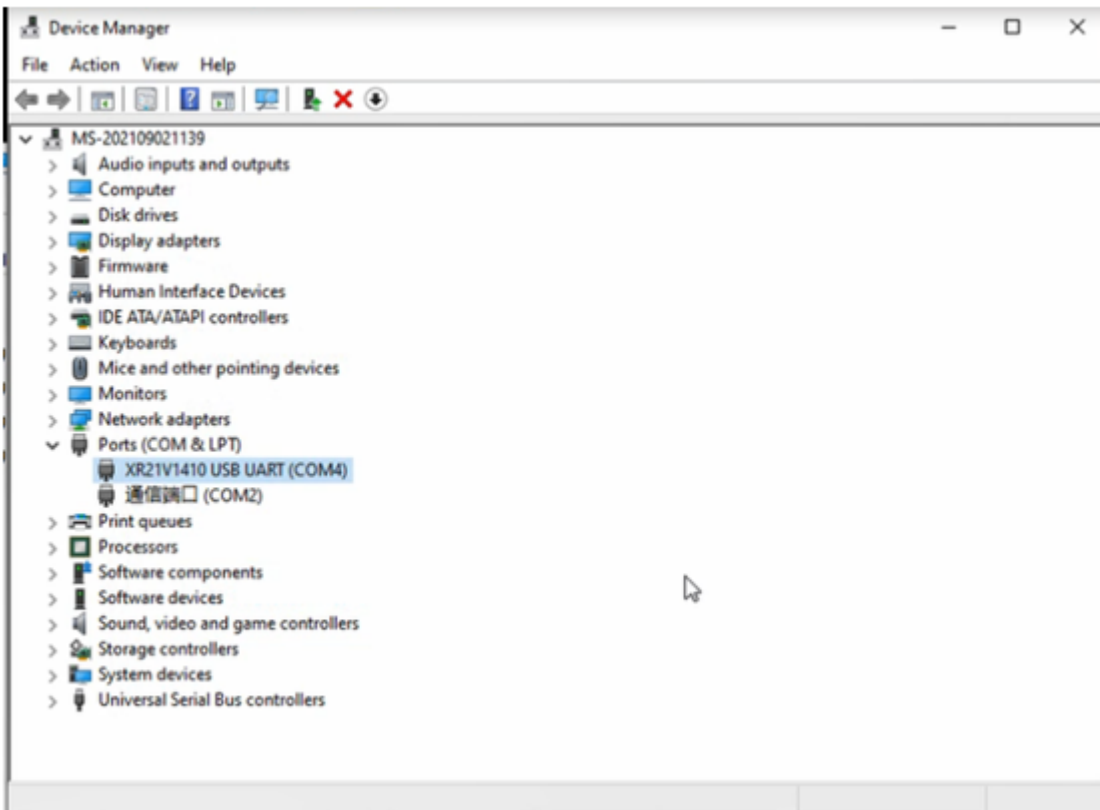 Device Manager
File Action View Help
MS-202109021139
Audio inputs and outputs
Computer
Disk drives
Display adapters
Firmware
Human Interface Devices
IDE ATA/ATAPI controllers
Keyboards
Mice and other pointing devices
Monitors
Network adapters
Ports (COM & LPT)
XR21V1410 USB UART (COM4)
通信端口 (COM2)
Print queues
Processors
Software components
Software devices
Sound, video and game controllers
Storage controllers
System devices
Universal Serial Bus controllers